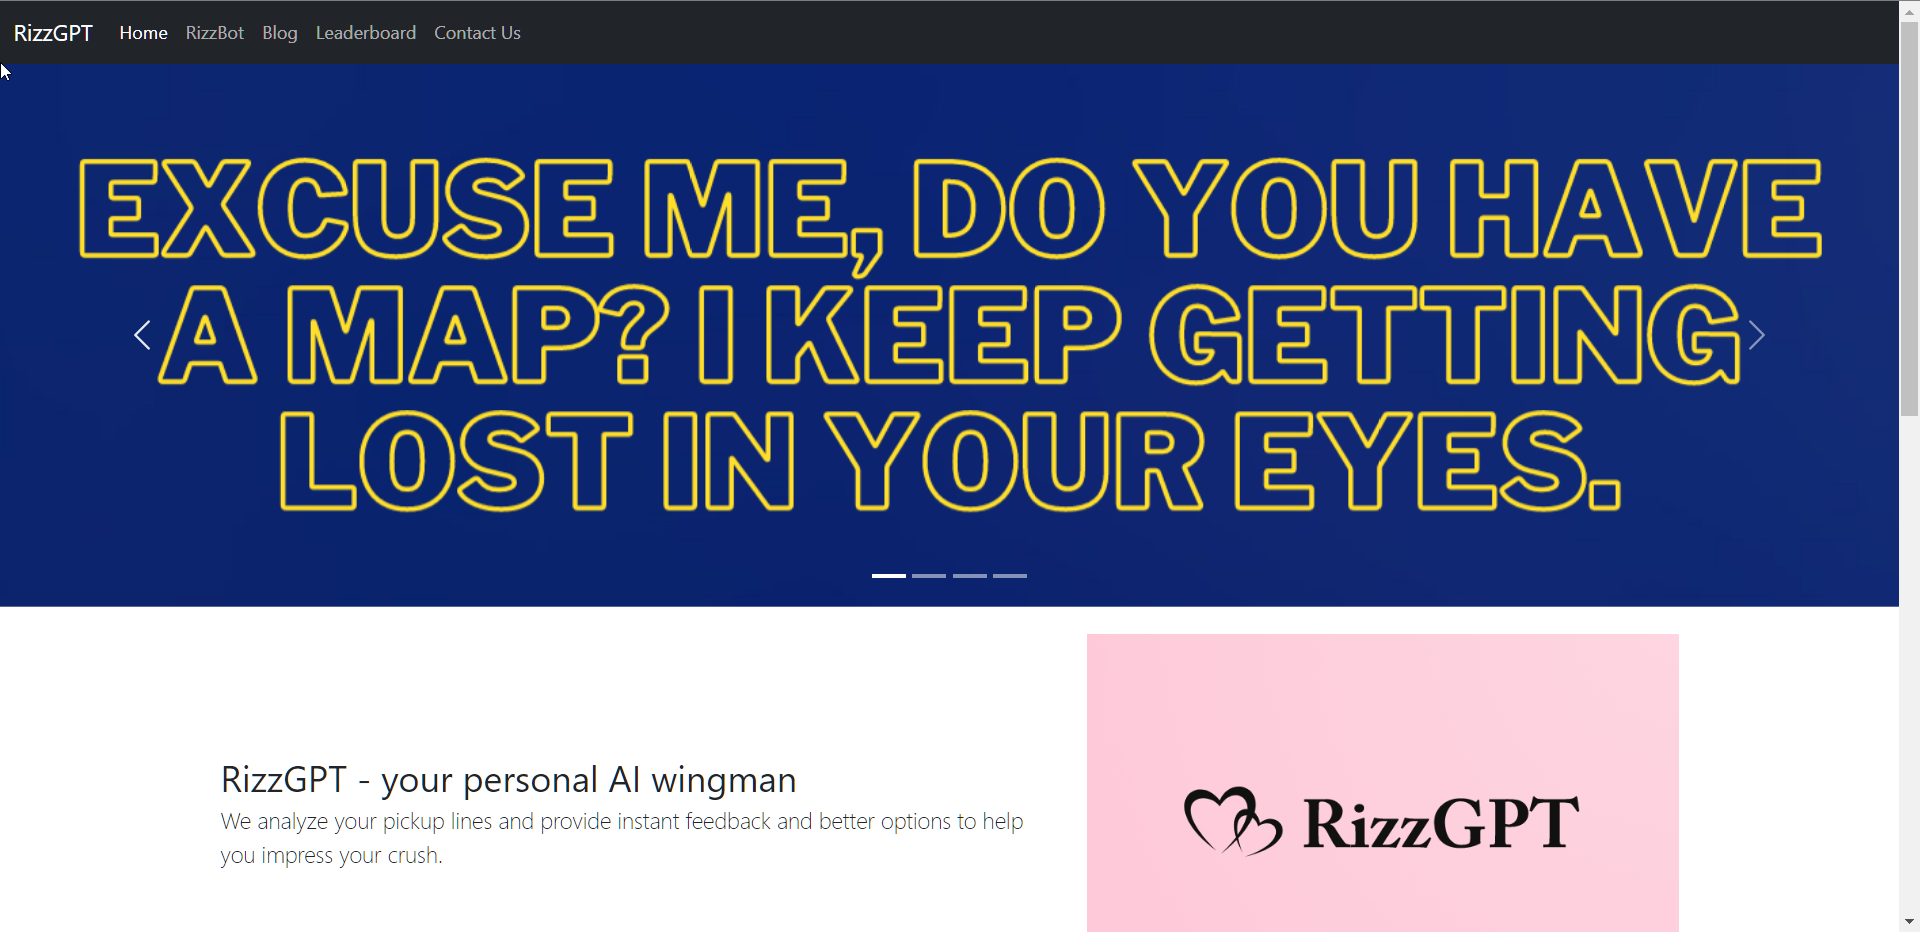 RizzGPT Home RizzBot Blog Leaderboard Contact Us
EXCUSE ME, DO YOU HAVE
A MAP? I KEEP GETTING
LOST IN YOUR EYES.
RizzGPT - your personal AI wingman
We analyze your pickup lines and provide instant feedback and better options to help
you impress your crush.
RizzGPT